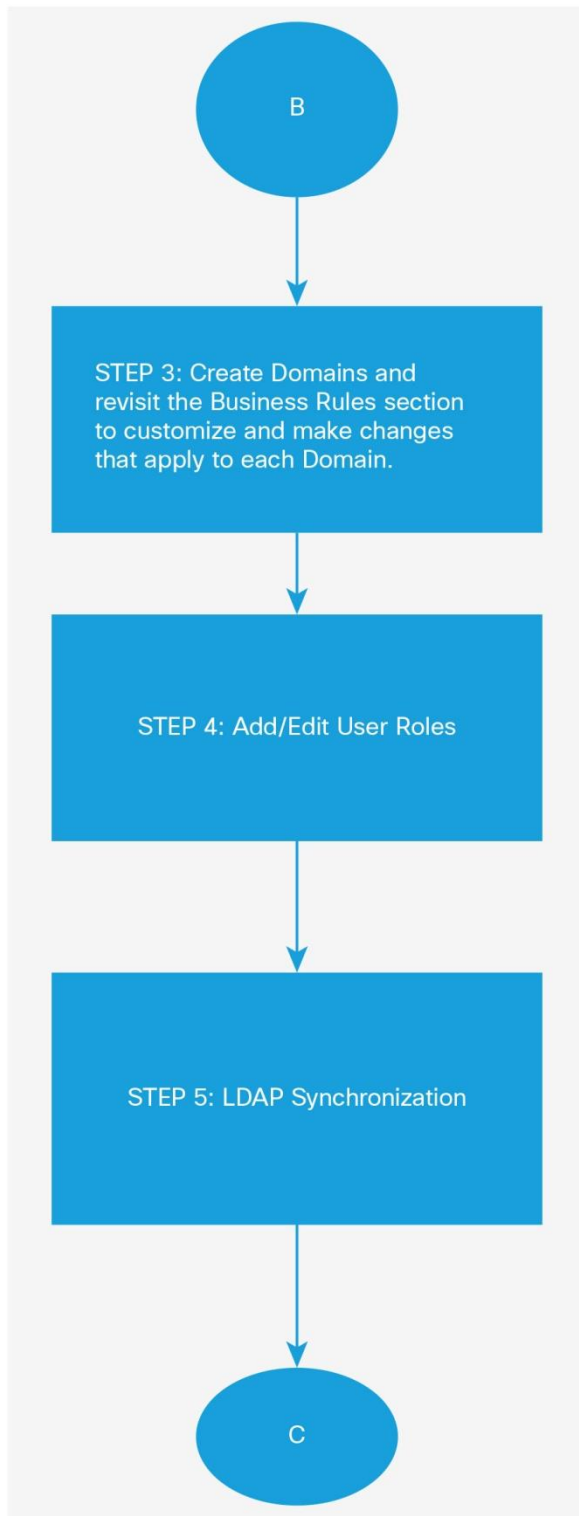 B
STEP 3: Create Domains and
revisit the Business Rules section
to customize and make changes
that apply to each Domain.
STEP 4: Add/Edit User Roles
STEP 5: LDAP Synchronization
C